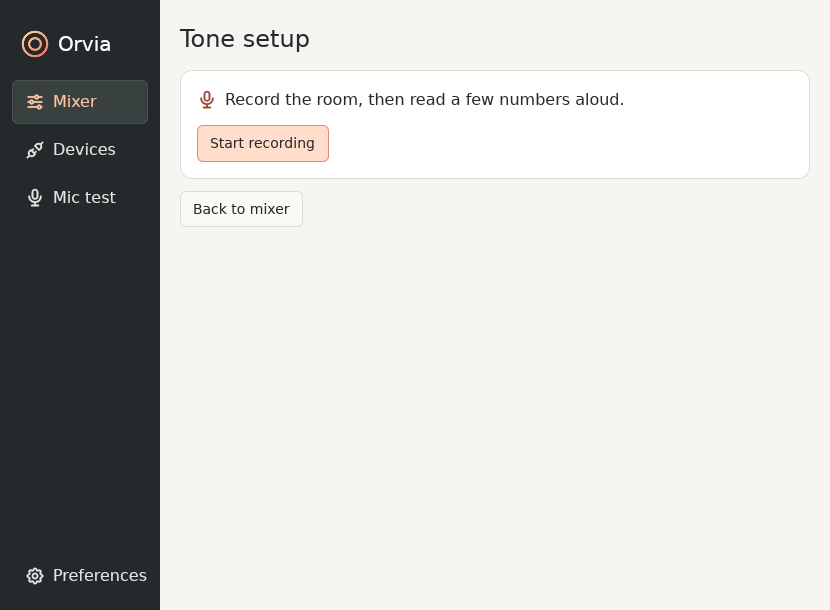 Orvia
Mixer
Devices
Mic test
Preferences
Tone setup
Record the room, then read a few numbers aloud.
Start recording
Back to mixer